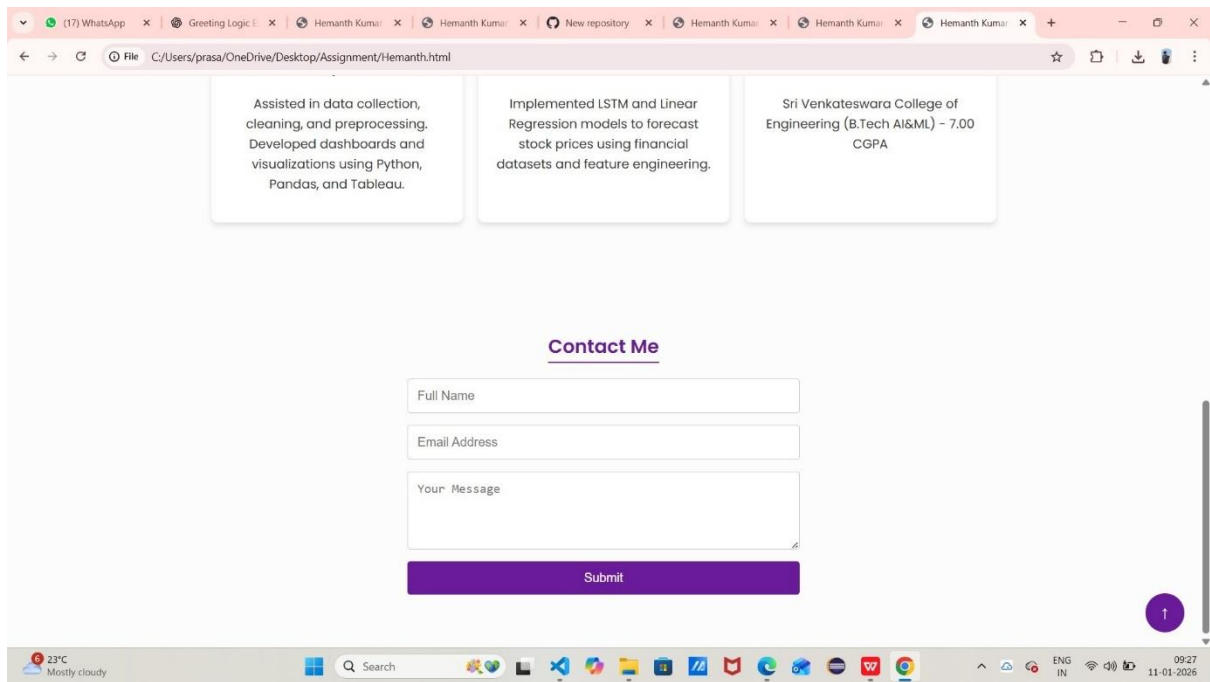 (17) WhatsApp
Greeting Logic E
Hemanth Kumar
Hemanth Kumar
New repository
Hemanth Kumar
Hemanth Kumar
Hemanth Kumar
File C:/Users/prasa/OneDrive/Desktop/Assignment/Hemanth.html
Assisted in data collection,
cleaning, and preprocessing.
Developed dashboards and
visualizations using Python,
Pandas, and Tableau.
Implemented LSTM and Linear
Regression models to forecast
stock prices using financial
datasets and feature engineering.
Sri Venkateswara College of
Engineering (B.Tech AI&ML) - 7.00
CGPA
Contact Me
Full Name
Email Address
Your Message
Submit
↑
6
23°C
Mostly cloudy
Search
ENG
IN
09:27
11-01-2026